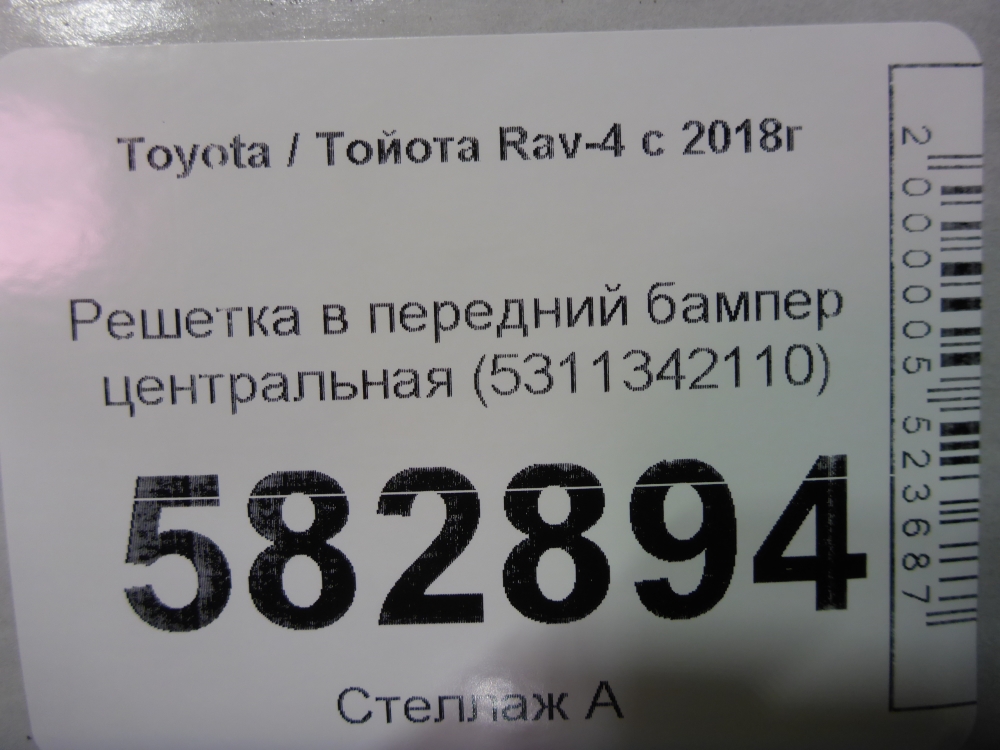 Toyota / Тойота Rav-4 с 2018г
Решетка в передний бампер
центральная (5311342110)
582894
Стеллаж А
2000005523687